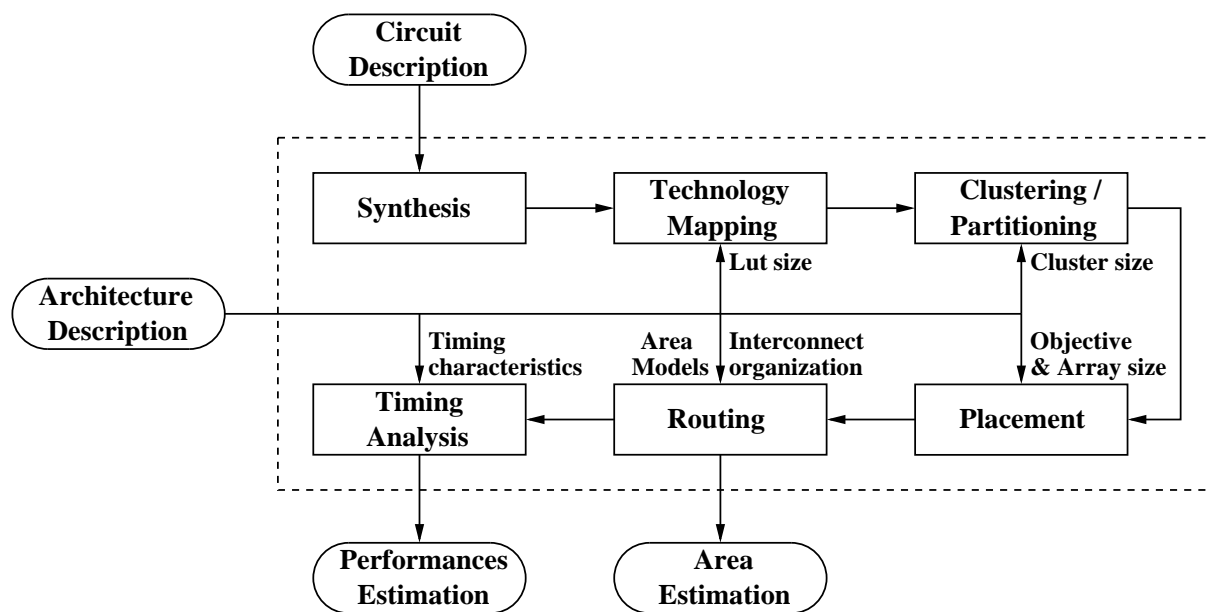 Circuit
Description
Synthesis
Technology
Mapping
Clustering /
Partitioning
Lut size
Cluster size
Architecture
Description
Timing
characteristics
Area
Models
Interconnect
organization
Objective
& Array size
Timing
Analysis
Routing
Placement
Performances
Estimation
Area
Estimation